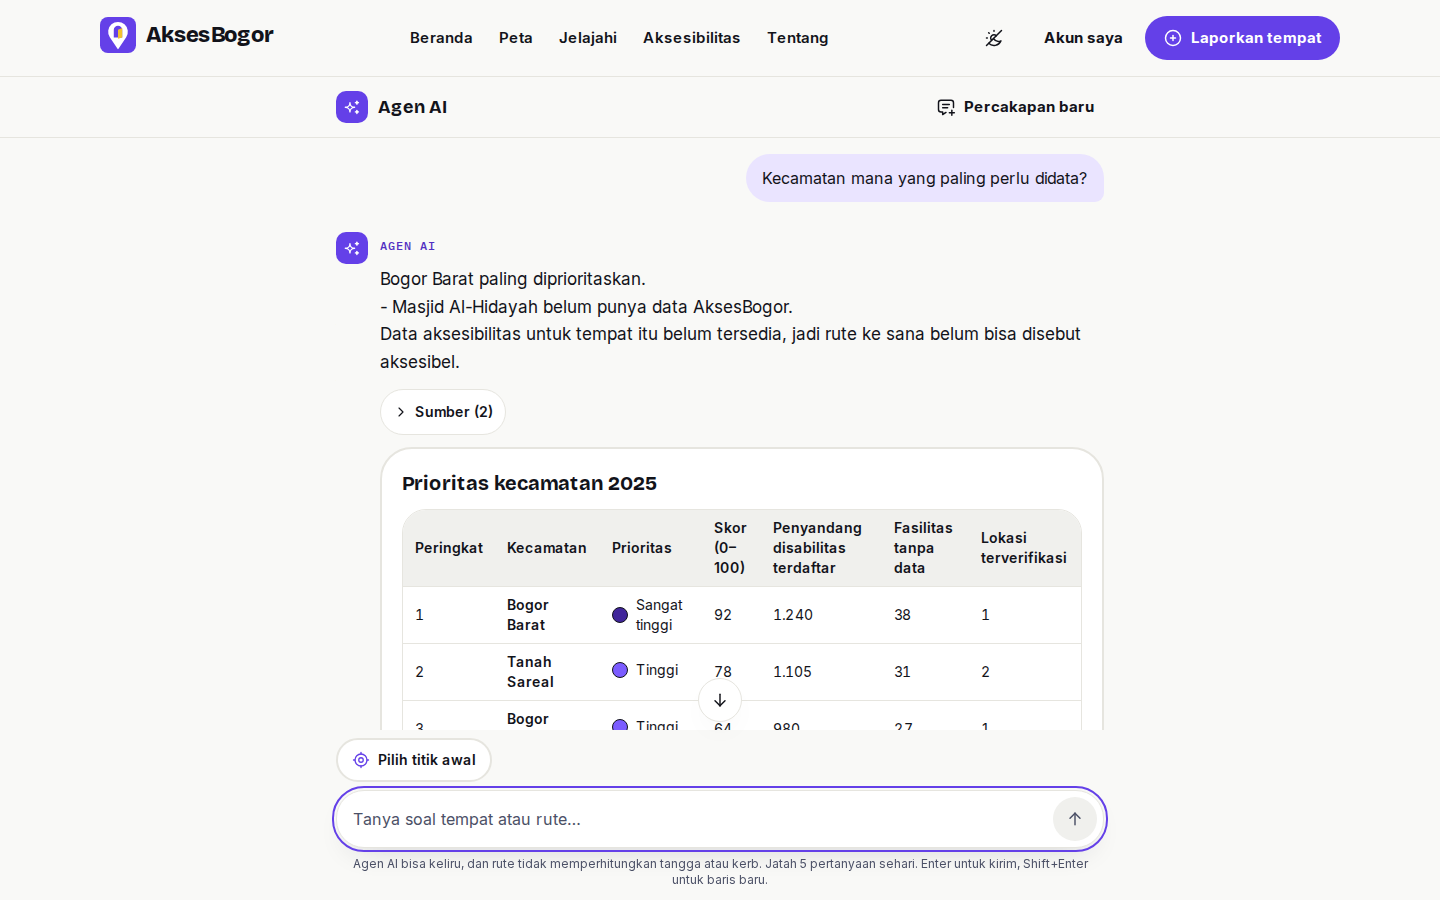 AksesBogor
Beranda
Peta
Jelajahi
Aksesibilitas
Tentang
Akun saya
Laporkan tempat
Agen AI
Percakapan baru
Kecamatan mana yang paling perlu didata?
AGEN AI
Bogor Barat paling diprioritaskan.
- Masjid Al-Hidayah belum punya data AksesBogor.
Data aksesibilitas untuk tempat itu belum tersedia, jadi rute ke sana belum bisa disebut
aksesibel.
Sumber (2)
Prioritas kecamatan 2025
Peringkat
Kecamatan
Prioritas
Skor
(0–
100)
Penyandang
disabilitas
terdaftar
Fasilitas
tanpa
data
Lokasi
terverifikasi
1
Bogor
Barat
Sangat
tinggi
92
1.240
38
1
2
Tanah
Sareal
Tinggi
78
1.105
31
2
3
Bogor
Tinggi
64
980
27
1
Pilih titik awal
Tanya soal tempat atau rute...
Agen AI bisa keliru, dan rute tidak memperhitungkan tangga atau kerb. Jatah 5 pertanyaan sehari. Enter untuk kirim, Shift+Enter
untuk baris baru.